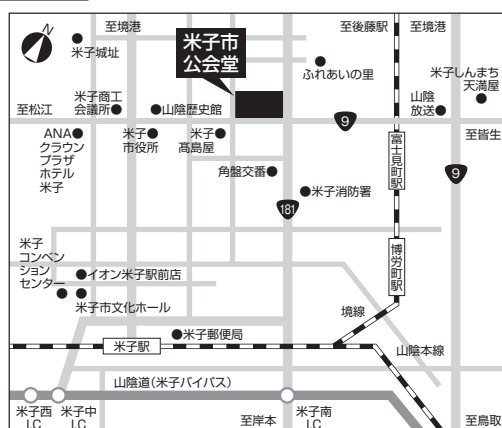 N
至境港
至後藤駅
至境港
米子城址
米子市
公会堂
ふれあいの里
米子しんまち
天満屋
至松江
米子商工
会議所
山陰歴史館
山陰
放送
9
至皆生
ANA
クラウン
プラザ
ホテル
米子
米子
市役所
米子
髙島屋
富士見町駅
角盤交番
9
米子消防署
181
米子
コンベン
ション
センター
博労町駅
イオン米子駅前店
米子市文化ホール
境線
米子郵便局
米子駅
山陰本線
山陰道(米子バイパス)
米子西
I.C
米子中
I.C
至岸本
米子南
I.C
至鳥取